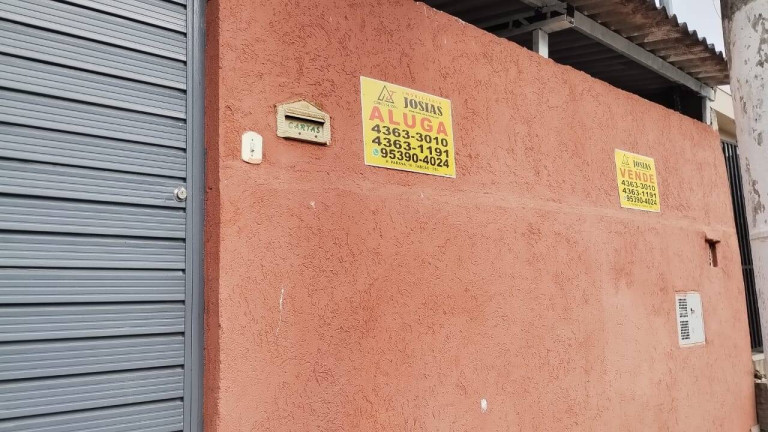 CARTAS
JOSIAS
ALUGA
4363-3010
4363-1191
95390-4024
JOSIAS
VENDE
4363-3010
4363-1191
95390-4024